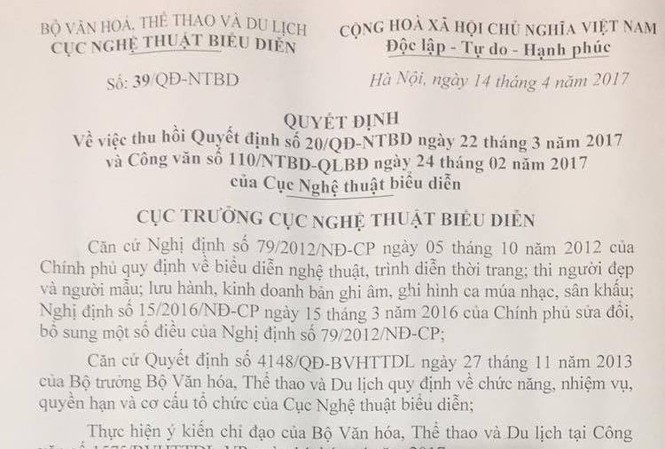 BỘ VĂN HOÁ, THỂ THAO VÀ DU LỊCH
CỤC NGHỆ THUẬT BIỂU DIỄN
CỘNG HOÀ XÃ HỘI CHỦ NGHĨA VIỆT NAM
Độc lập - Tự do - Hạnh phúc
Số: 39/QĐ-NTBD
Hà Nội, ngày 14 tháng 4 năm 2017
QUYẾT ĐỊNH
Về việc thu hồi Quyết định số 20/QĐ-NTBD ngày 22 tháng 3 năm 2017
và Công văn số 110/NTBD-QLBĐ ngày 24 tháng 02 năm 2017
của Cục Nghệ thuật biểu diễn
CỤC TRƯỞNG CỤC NGHỆ THUẬT BIỂU DIỄN
Căn cứ Nghị định số 79/2012/NĐ-CP ngày 05 tháng 10 năm 2012 của
Chính phủ quy định về biểu diễn nghệ thuật, trình diễn thời trang; thi người đẹp
và người mẫu; lưu hành, kinh doanh bản ghi âm, ghi hình ca múa nhạc, sân khấu;
Nghị định số 15/2016/NĐ-CP ngày 15 tháng 3 năm 2016 của Chính phủ sửa đổi,
bổ sung một số điều của Nghị định số 79/2012/NĐ-CP;
Căn cứ Quyết định số 4148/QĐ-BVHTTDL ngày 27 tháng 11 năm 2013
của Bộ trưởng Bộ Văn hóa, Thể thao và Du lịch quy định về chức năng, nhiệm vụ,
quyền hạn và cơ cấu tổ chức của Cục Nghệ thuật biểu diễn;
Thực hiện ý kiến chỉ đạo của Bộ Văn hóa, Thể thao và Du lịch tại Công